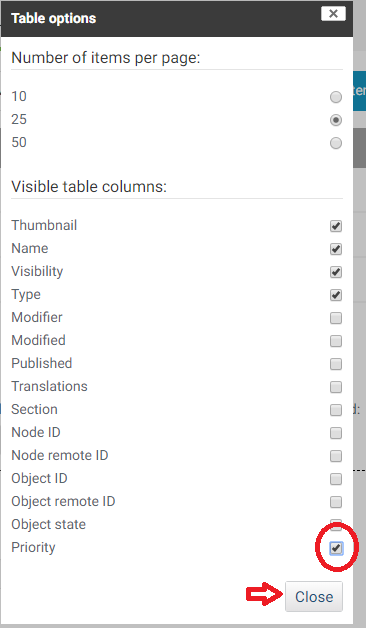 Table options
Number of items per page:
10
25
50
Visible table columns:
Thumbnail
Name
Visibility
Type
Modifier
Modified
Published
Translations
Section
Node ID
Node remote ID
Object ID
Object remote ID
Object state
Priority
Close